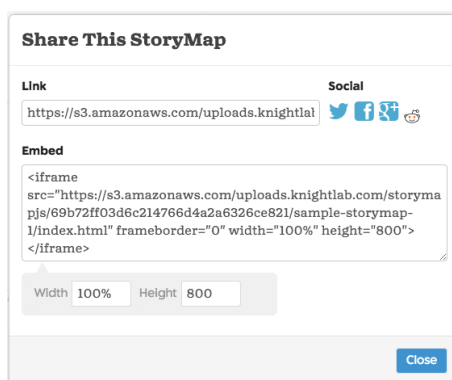 Share This StoryMap
Link
Social
https://s3.amazonaws.com/uploads.knightlab
Embed
<iframe
src="https://s3.amazonaws.com/uploads.knightlab.com/storyma
pjs/69b72ff03d6c214766d4a2a6326ce821/sample-storymap-
1/index.html" frameborder="0" width="100%" height="800">
</iframe>
Width 100% Height 800
Close